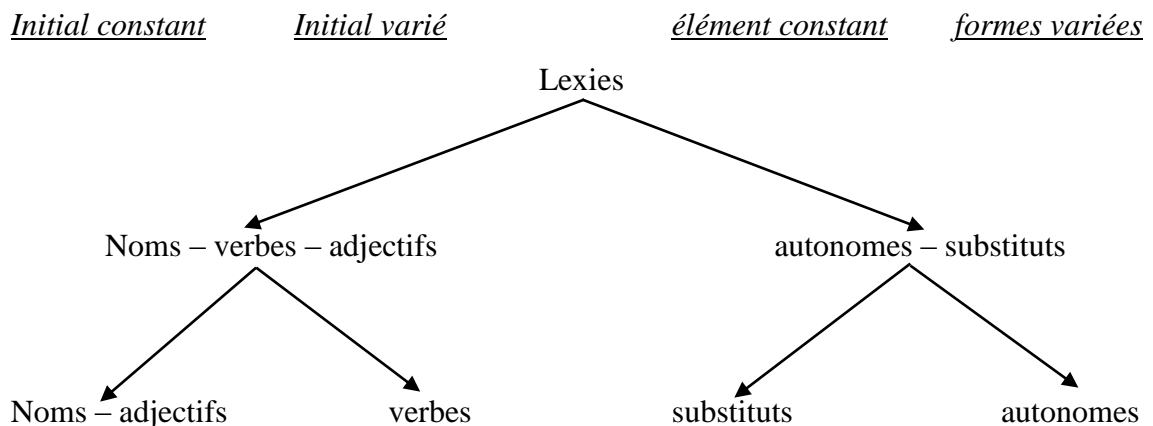 Initial constant Initial varié élément constant formes variées
Lexies
Noms – verbes – adjectifs autonomes – substituts
Noms – adjectifs verbes substituts autonomes